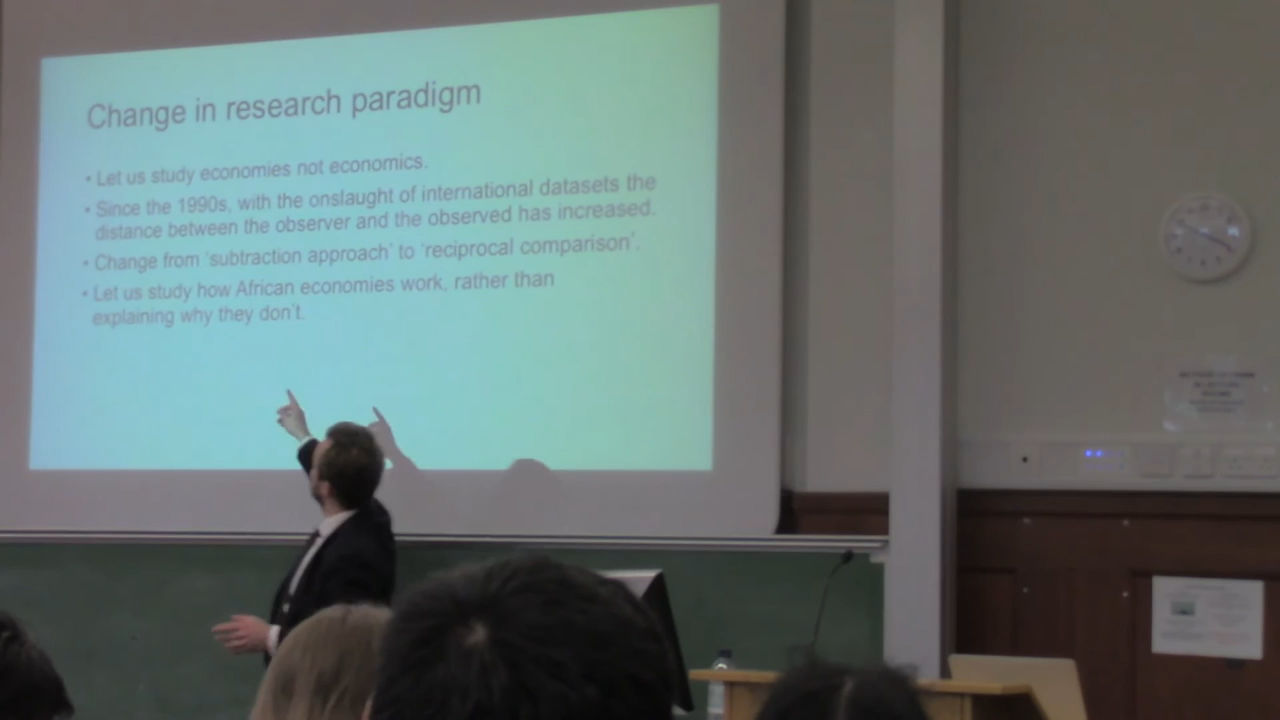 Change in research paradigm
• Let us study economies not economics.
• Since the 1990s, with the onslaught of international datasets the
distance between the observer and the observed has increased.
• Change from ‘subtraction approach’ to ‘reciprocal comparison’.
• Let us study how African economies work, rather than
explaining why they don’t.